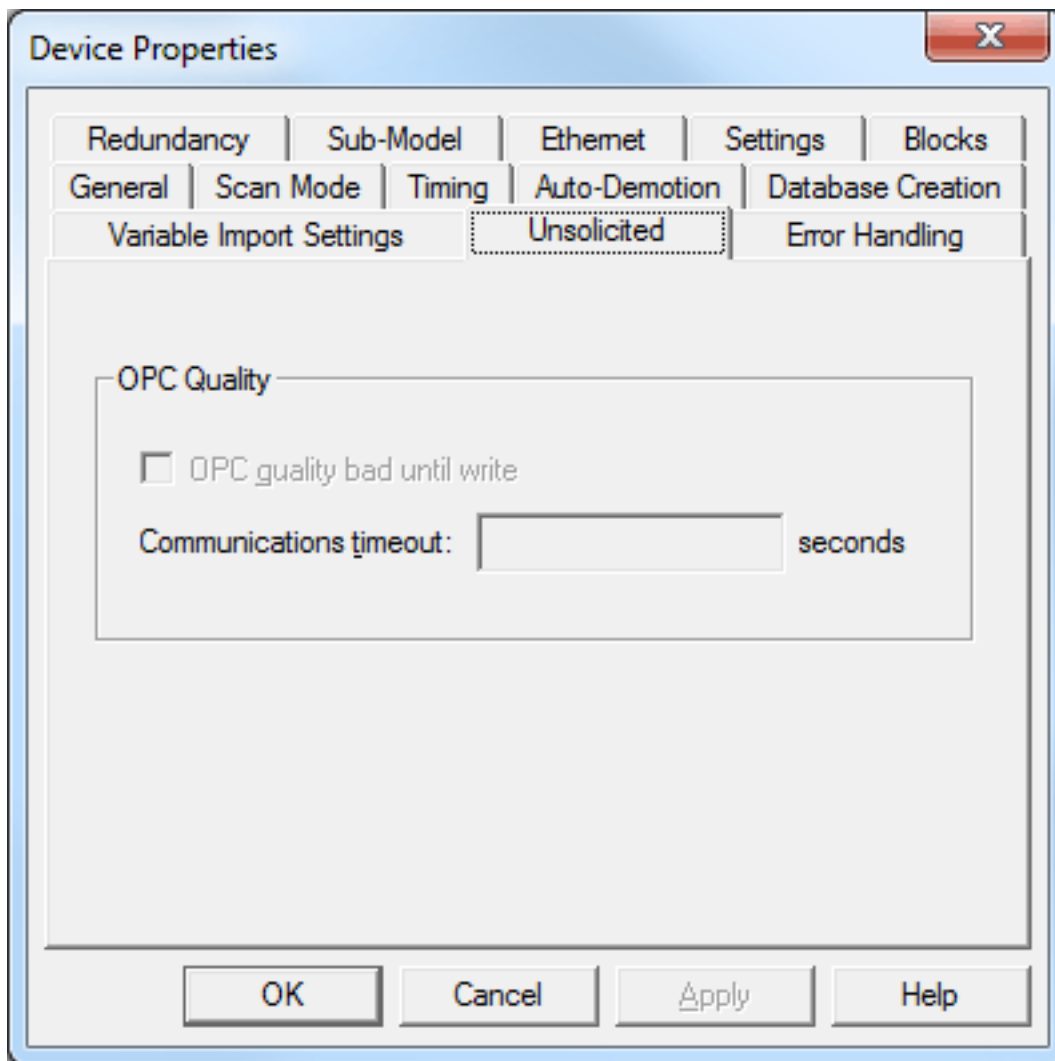 Device Properties
Redundancy Sub-Model Ethernet Settings Blocks
General Scan Mode Timing Auto-Demotion Database Creation
Variable Import Settings Unsolicited Error Handling
OPC Quality
OPC quality bad until write
Communications timeout: seconds
OK Cancel Apply Help